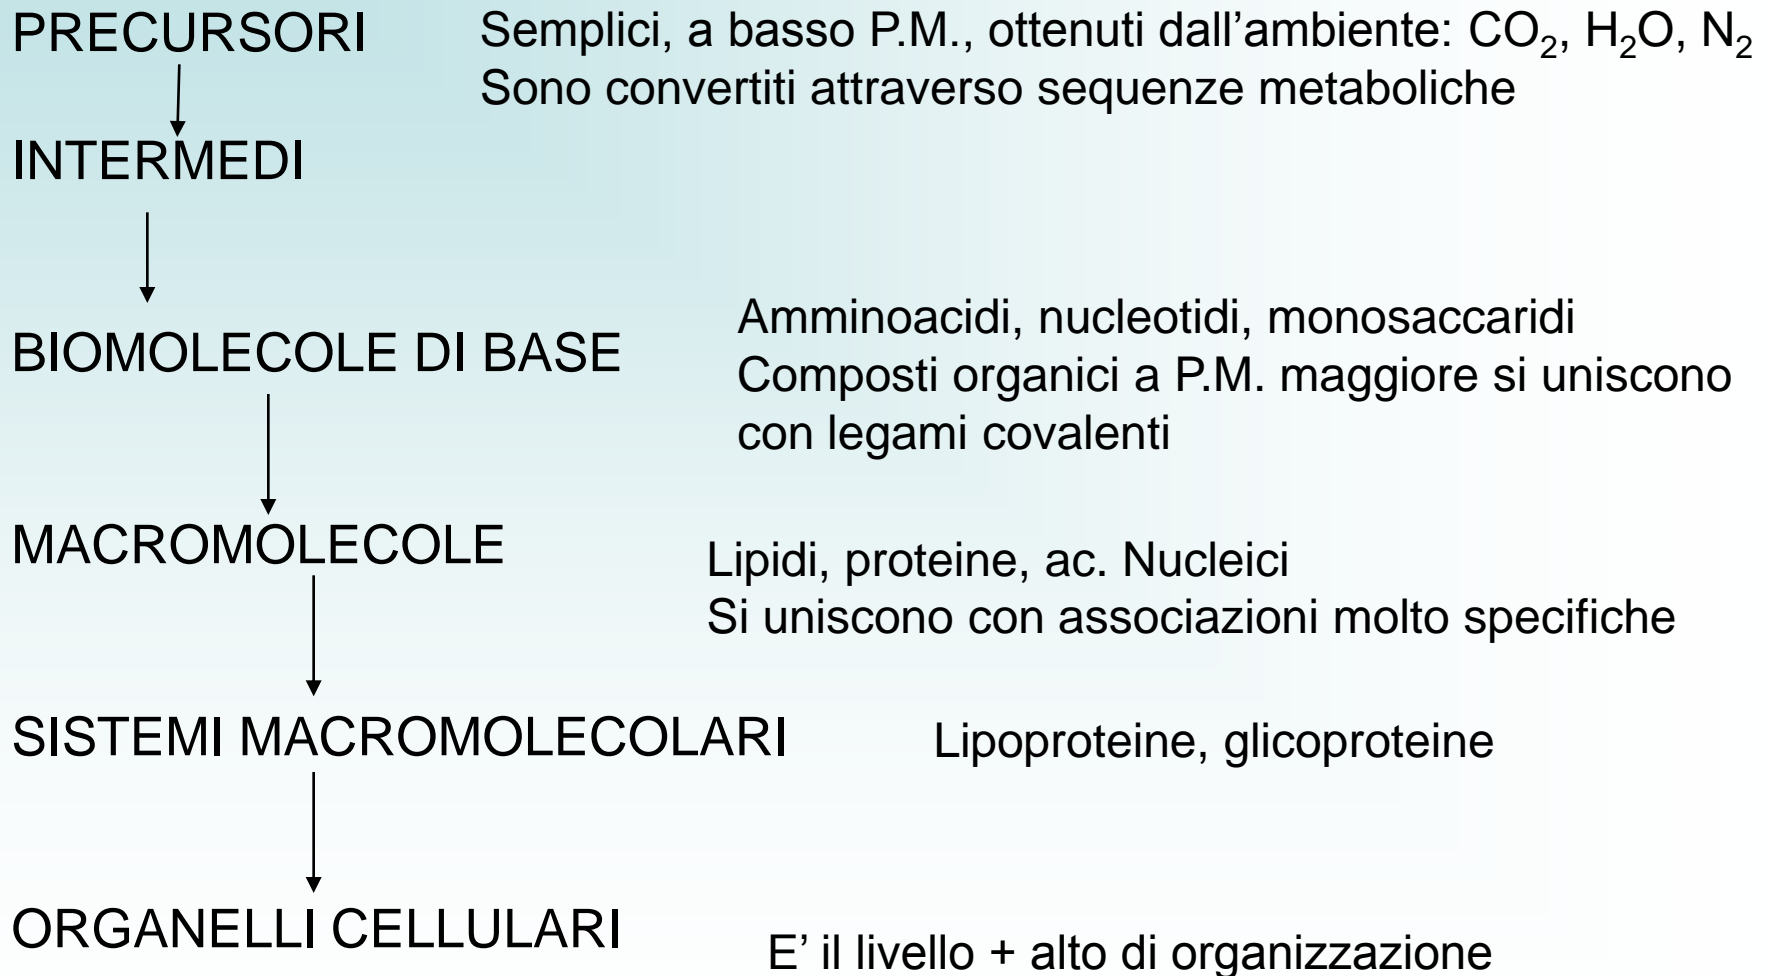 PRECURSORI
Semplici, a basso P.M., ottenuti dall’ambiente: CO₂, H₂O, N₂
Sono convertiti attraverso sequenze metaboliche
INTERMEDI
BIOMOLECOLE DI BASE
Amminoacidi, nucleotidi, monosaccaridi
Composti organici a P.M. maggiore si uniscono
con legami covalenti
MACROMOLECOLE
Lipidi, proteine, ac. Nucleici
Si uniscono con associazioni molto specifiche
SISTEMI MACROMOLECOLARI
Lipoproteine, glicoproteine
ORGANELLI CELLULARI
E’ il livello + alto di organizzazione